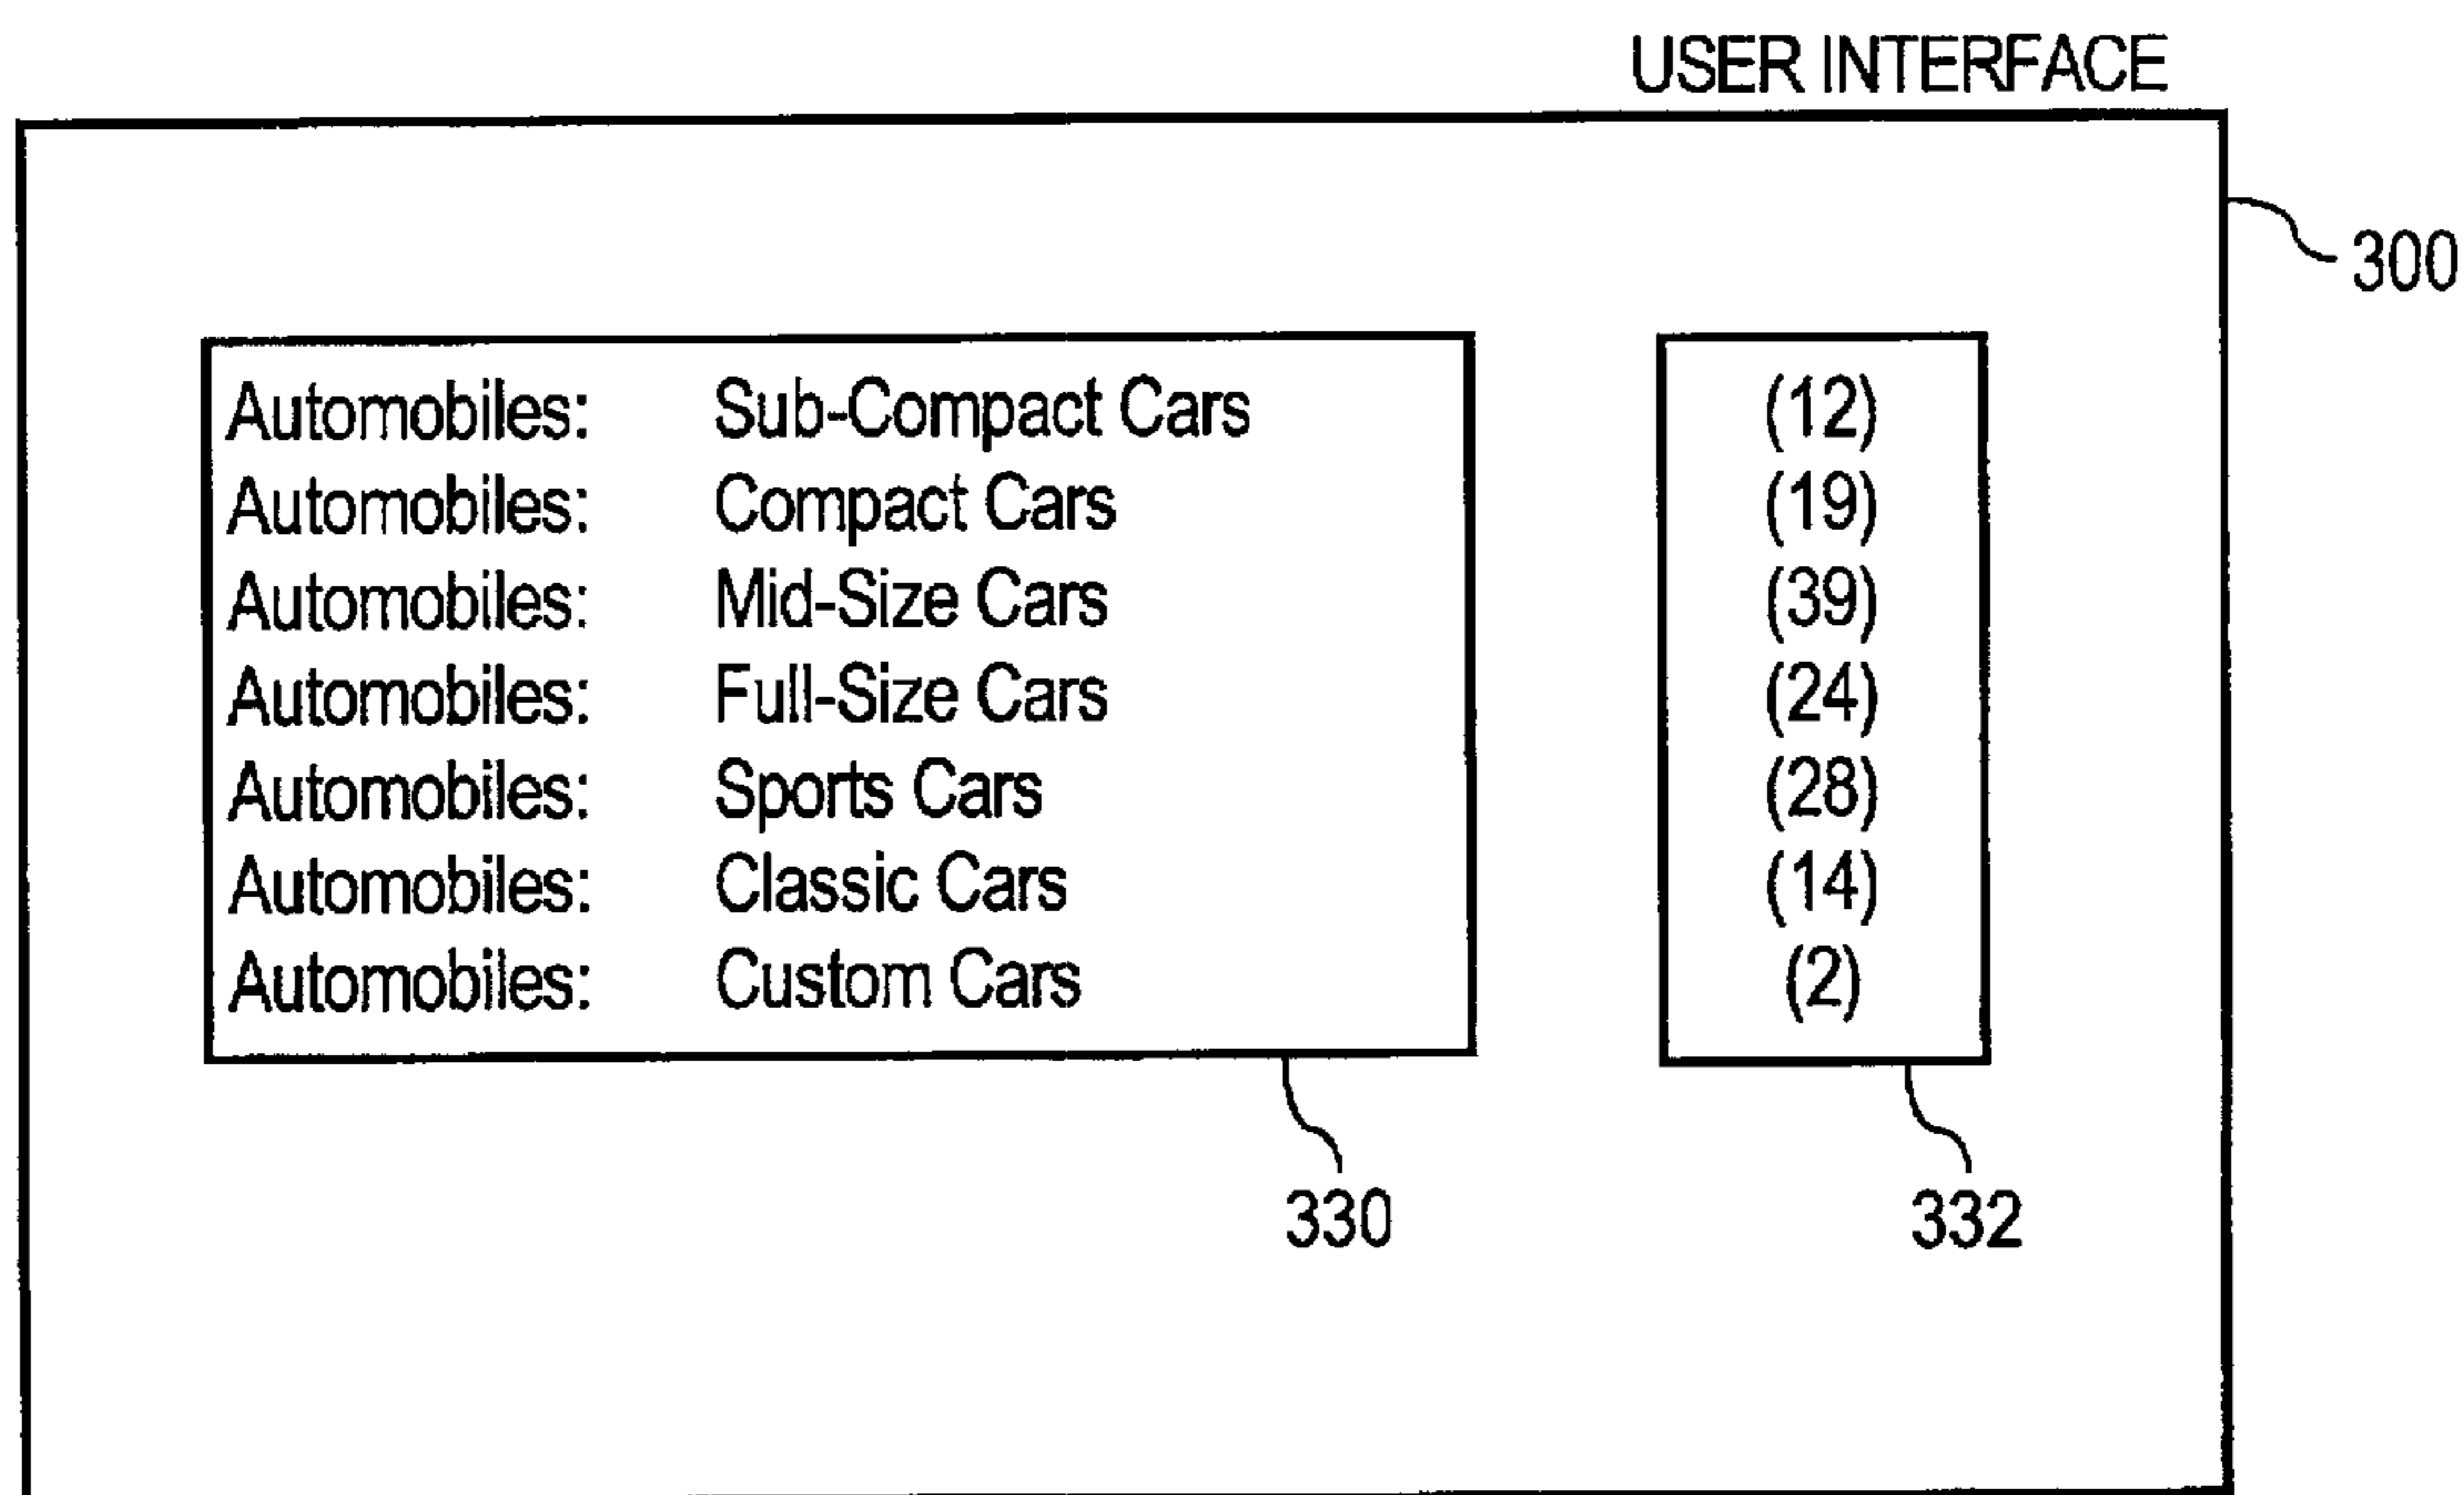 USER INTERFACE
300
Automobiles: Sub-Compact Cars (12)
Automobiles: Compact Cars (19)
Automobiles: Mid-Size Cars (39)
Automobiles: Full-Size Cars (24)
Automobiles: Sports Cars (28)
Automobiles: Classic Cars (14)
Automobiles: Custom Cars (2)
330 332